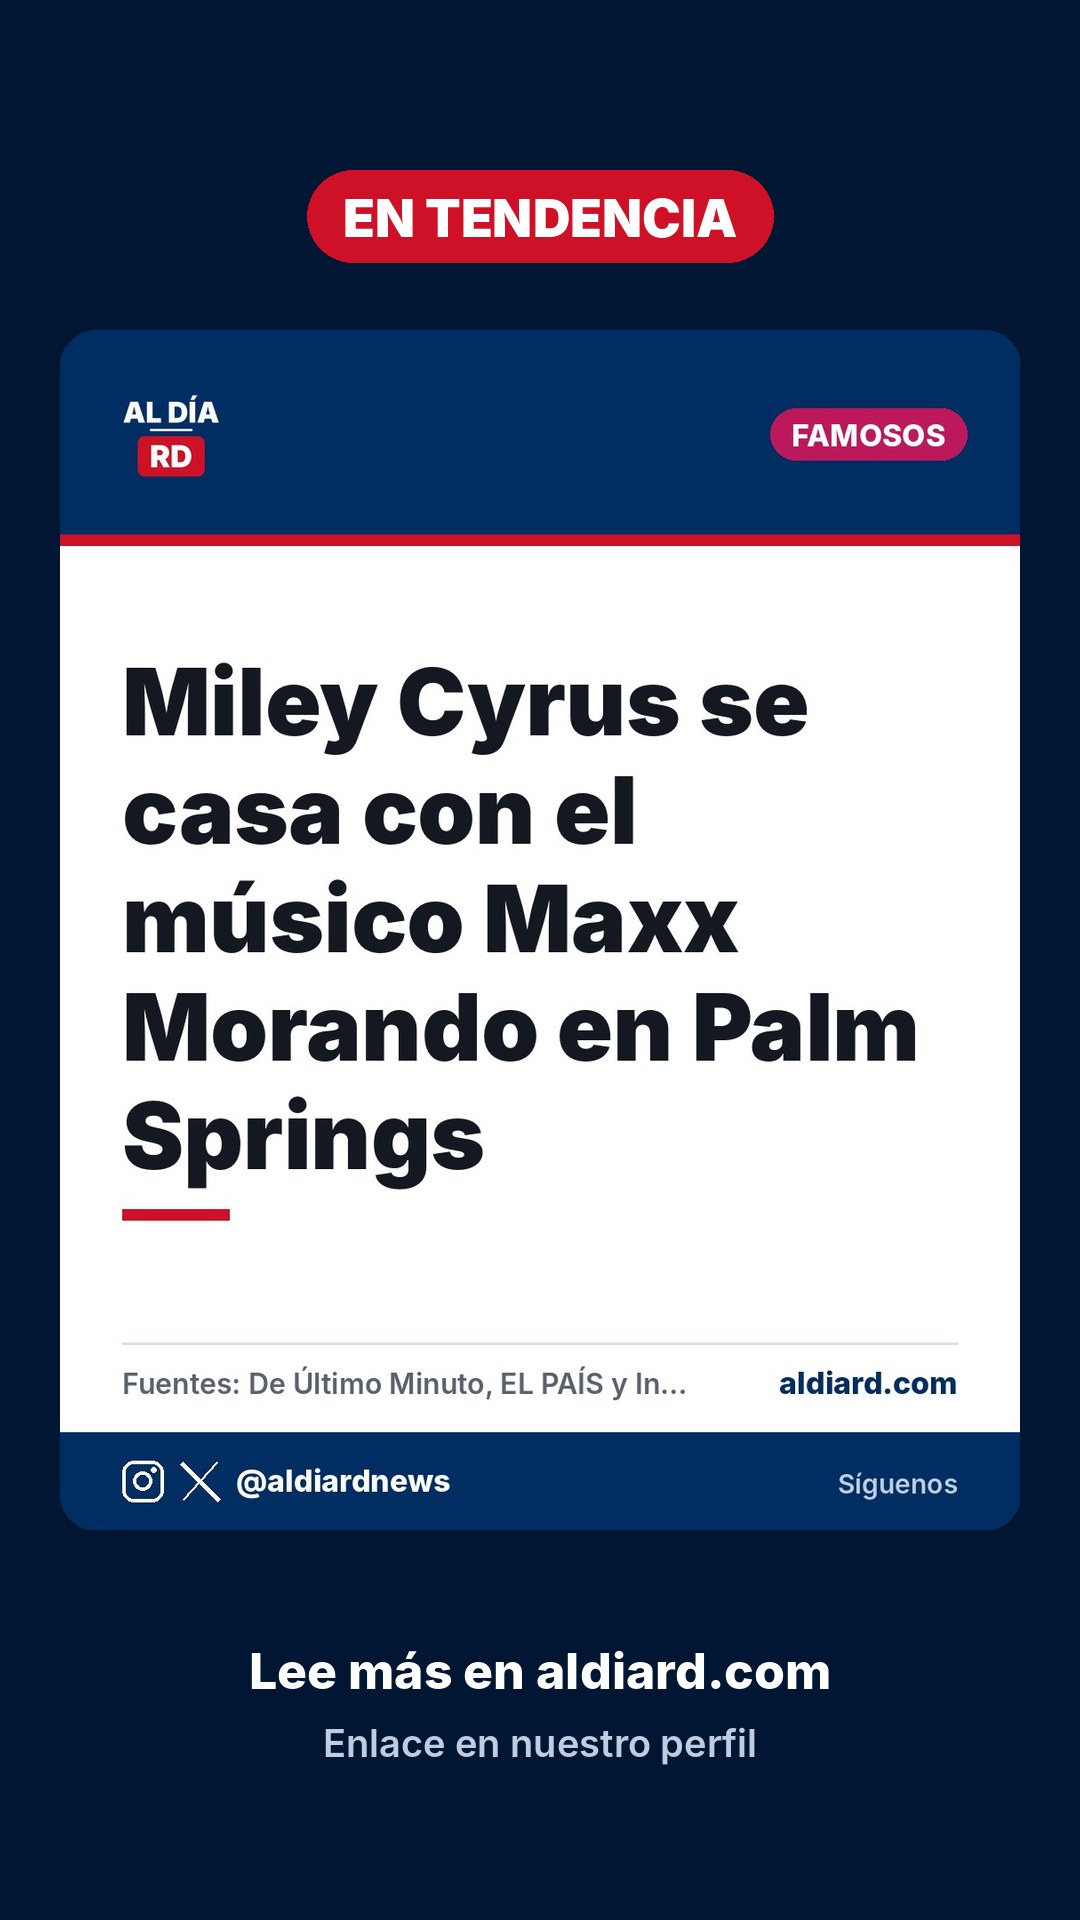 EN TENDENCIA
AL DÍA
RD
FAMOSOS
Miley Cyrus se
casa con el
músico Maxx
Morando en Palm
Springs
Fuentes: De Último Minuto, EL PAÍS y In...
aldiard.com
@aldiardnews
Síguenos
Lee más en aldiard.com
Enlace en nuestro perfil